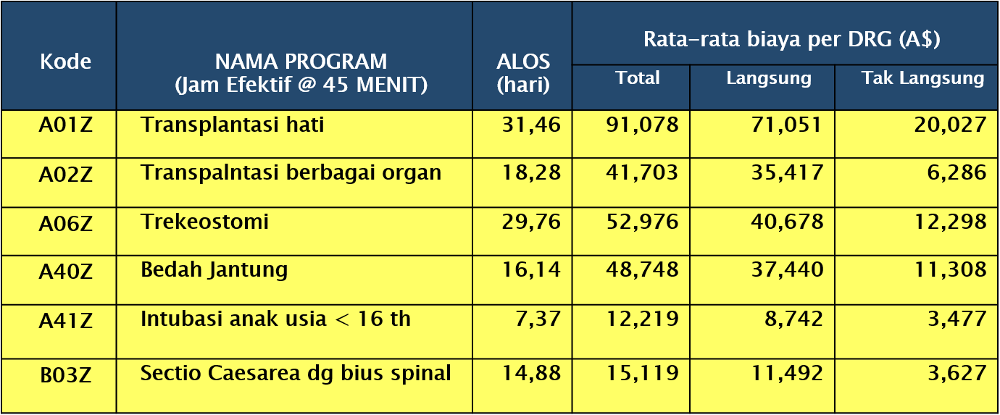 Kode
NAMA PROGRAM
(Jam Efektif @ 45 MENIT)
ALOS
(hari)
Rata-rata biaya per DRG (A$)
Total Langsung Tak Langsung
A01Z Transplantasi hati 31,46 91,078 71,051 20,027
A02Z Transpalntasi berbagai organ 18,28 41,703 35,417 6,286
A06Z Trekeostomi 29,76 52,976 40,678 12,298
A40Z Bedah Jantung 16,14 48,748 37,440 11,308
A41Z Intubasi anak usia < 16 th 7,37 12,219 8,742 3,477
B03Z Sectio Caesarea dg bius spinal 14,88 15,119 11,492 3,627